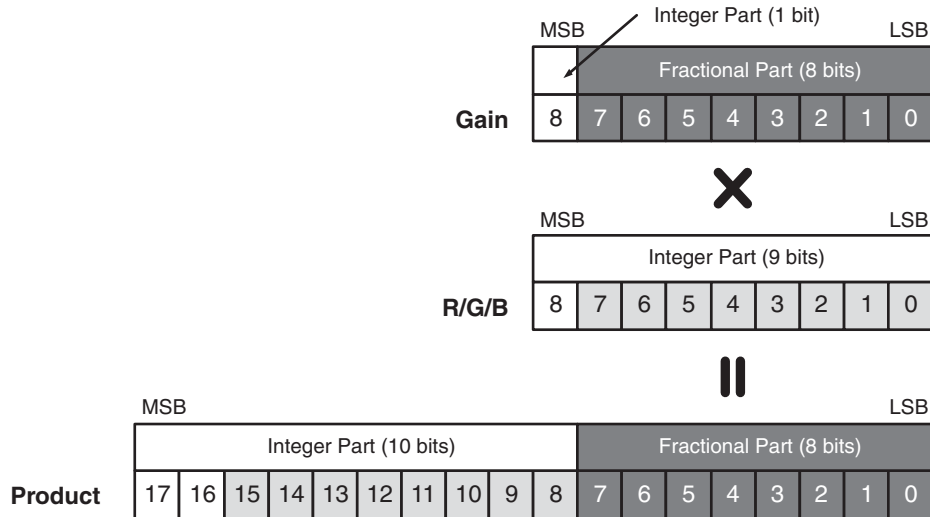 Integer Part (1 bit)
MSB LSB
Fractional Part (8 bits)
Gain 8 7 6 5 4 3 2 1 0
MSB LSB
Integer Part (9 bits)
R/G/B 8 7 6 5 4 3 2 1 0
MSB LSB
Integer Part (10 bits) Fractional Part (8 bits)
Product 17 16 15 14 13 12 11 10 9 8 7 6 5 4 3 2 1 0